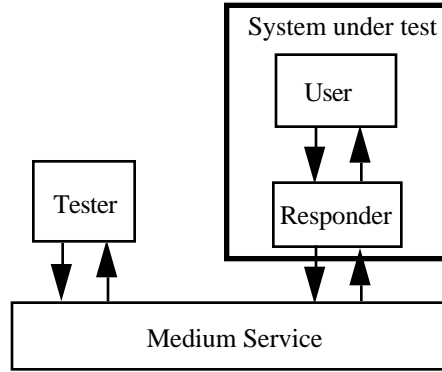 System under test
User
Tester
Responder
Medium Service